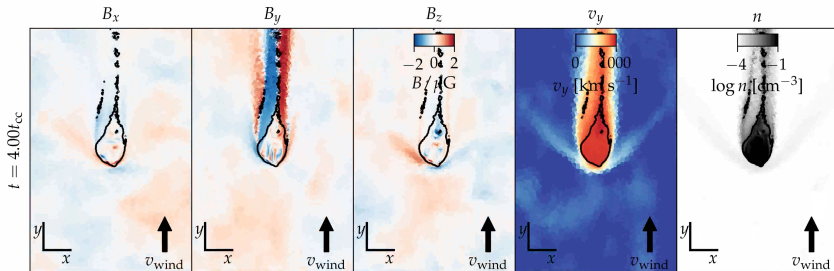 B_x B_y B_z v_y n
−2 0 2 0 1000 −4 −1
B / μG v_y [km s⁻¹] log n [cm⁻³]
t = 4.00t_cc
y y y y y
x v_wind x v_wind x v_wind x v_wind x v_wind